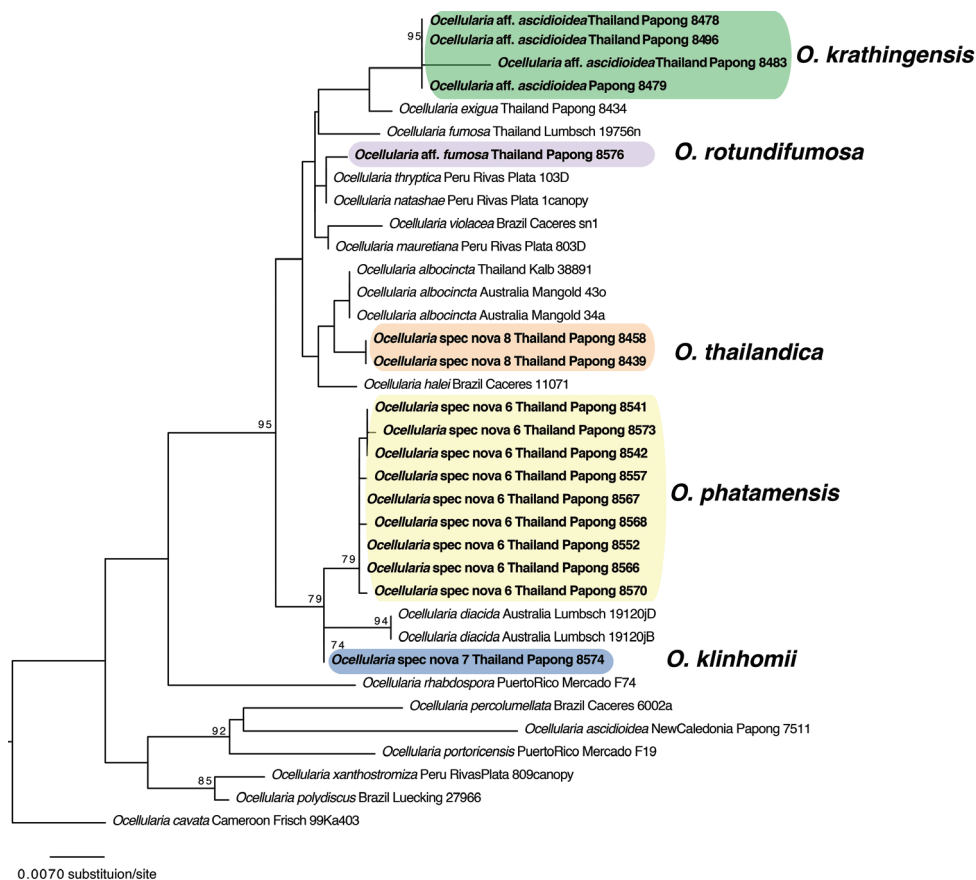 Ocellularia aff. ascidioidea Thailand Papong 8478
95
Ocellularia aff. ascidioidea Thailand Papong 8496
Ocellularia aff. ascidioidea Thailand Papong 8483
O. krathingensis
Ocellularia aff. ascidioidea Papong 8479
Ocellularia exigua Thailand Papong 8434
Ocellularia fumosa Thailand Lumbsch 19756n
Ocellularia aff. fumosa Thailand Papong 8576
O. rotundifumosa
Ocellularia thryptica Peru Rivas Plata 103D
Ocellularia natashae Peru Rivas Plata 1canopy
Ocellularia violacea Brazil Caceres sn1
Ocellularia mauretiana Peru Rivas Plata 803D
Ocellularia albocincta Thailand Kalb 38891
Ocellularia albocincta Australia Mangold 43o
Ocellularia albocincta Australia Mangold 34a
Ocellularia spec nova 8 Thailand Papong 8458
O. thailandica
Ocellularia spec nova 8 Thailand Papong 8439
Ocellularia halei Brazil Caceres 11071
Ocellularia spec nova 6 Thailand Papong 8541
95
Ocellularia spec nova 6 Thailand Papong 8573
Ocellularia spec nova 6 Thailand Papong 8542
Ocellularia spec nova 6 Thailand Papong 8557
Ocellularia spec nova 6 Thailand Papong 8567
O. phatamensis
Ocellularia spec nova 6 Thailand Papong 8568
Ocellularia spec nova 6 Thailand Papong 8552
79
Ocellularia spec nova 6 Thailand Papong 8566
Ocellularia spec nova 6 Thailand Papong 8570
79
Ocellularia diacida Australia Lumbsch 19120jD
94
Ocellularia diacida Australia Lumbsch 19120jB
74
Ocellularia spec nova 7 Thailand Papong 8574
O. klinhomii
Ocellularia rhabdospora PuertoRico Mercado F74
Ocellularia percolumellata Brazil Caceres 6002a
92
Ocellularia ascidioidea NewCaledonia Papong 7511
Ocellularia portoricensis PuertoRico Mercado F19
Ocellularia xanthostromiza Peru RivasPlata 809canopy
85
Ocellularia polydiscus Brazil Luecking 27966
Ocellularia cavata Cameroon Frisch 99Ka403
0.0070 substituion/site